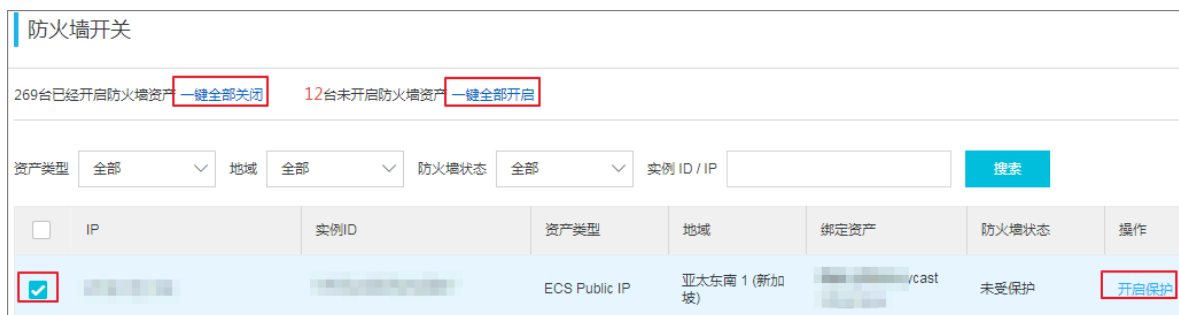 防火墙开关
269台已经开启防火墙资产 一键全部关闭 12台未开启防火墙资产 一键全部开启
资产类型 全部 地域 全部 防火墙状态 全部 实例 ID / IP 搜索
IP 实例ID 资产类型 地域 绑定资产 防火墙状态 操作
ECS Public IP 亚太东南 1 (新加坡) ycast 未受保护 开启保护